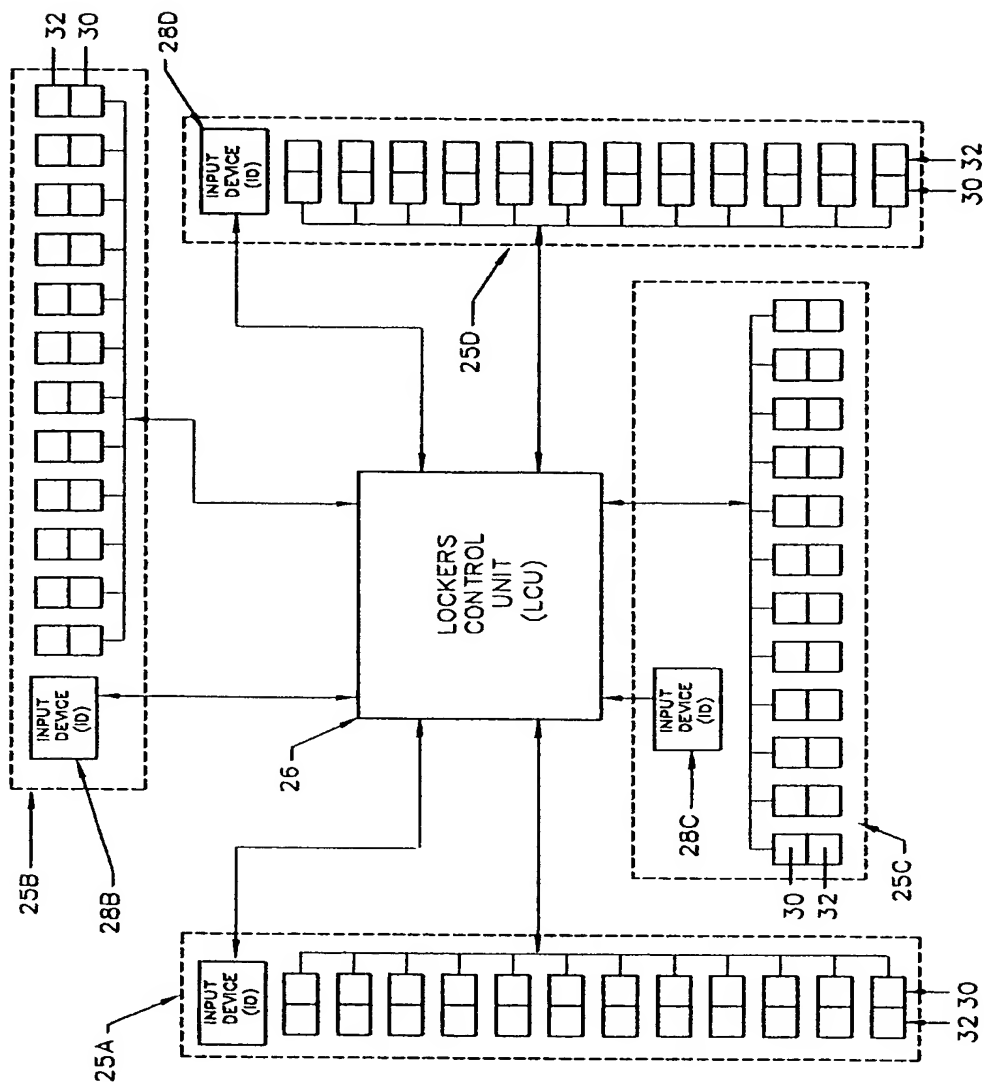 32
30
28D
25B
28B
INPUT
DEVICE
(ID)
INPUT
DEVICE
(ID)
30
32
25D
26
LOCKERS
CONTROL
UNIT
(LCU)
INPUT
DEVICE
(ID)
28C
30
32
25C
25A
INPUT
DEVICE
(ID)
30
32